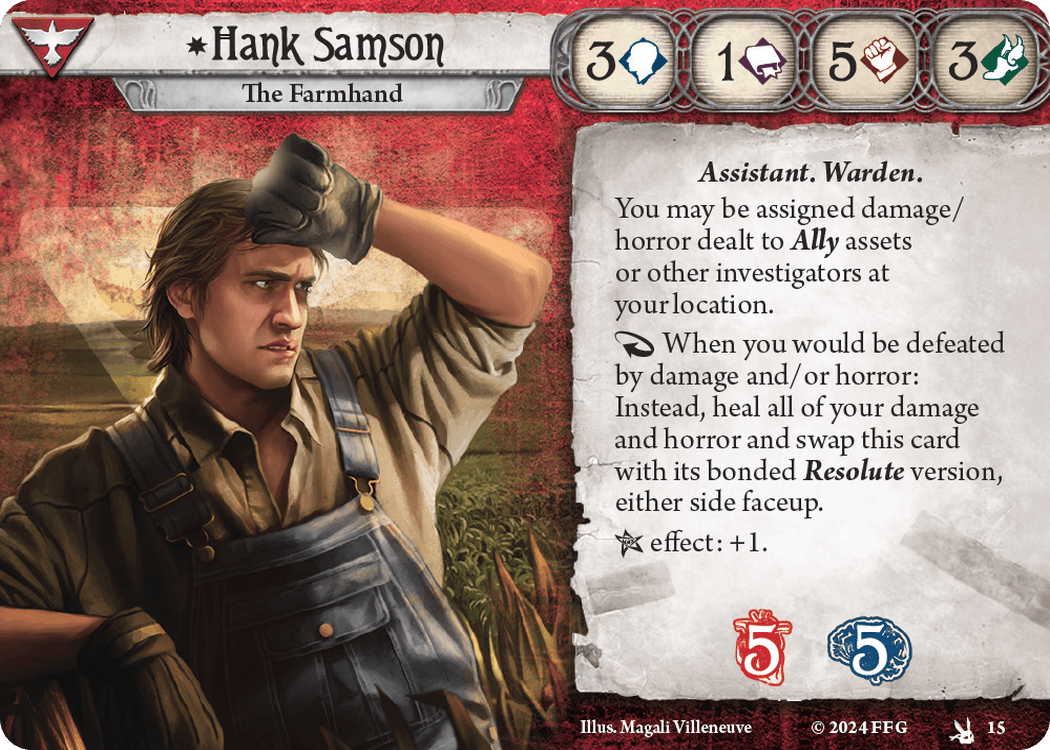 Hank Samson
The Farmhand
3 1 5 3
Assistant. Warden.
You may be assigned damage/
horror dealt to Ally assets
or other investigators at
your location.
When you would be defeated
by damage and/or horror:
Instead, heal all of your damage
and horror and swap this card
with its bonded Resolute version,
either side faceup.
effect: +1.
5 5
Illus. Magali Villeneuve © 2024 FFG 15